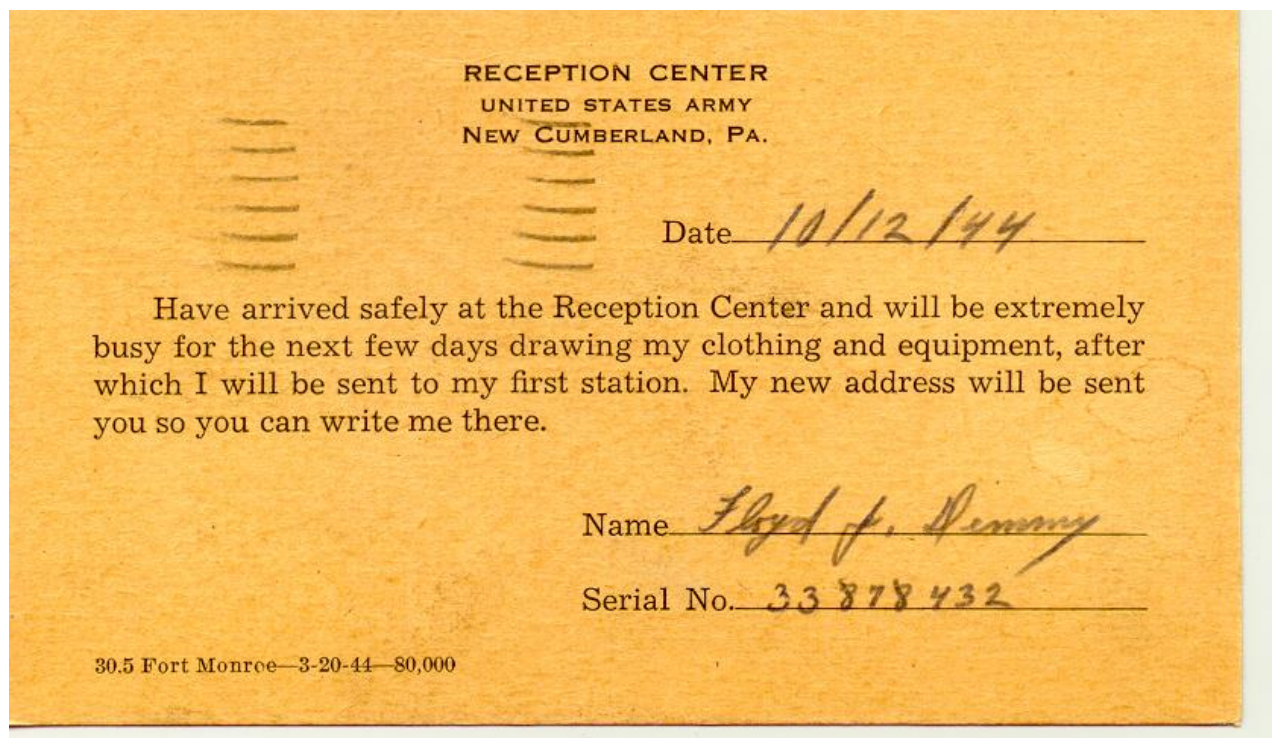 RECEPTION CENTER
UNITED STATES ARMY
NEW CUMBERLAND, PA.
Date 10/12/44
Have arrived safely at the Reception Center and will be extremely
busy for the next few days drawing my clothing and equipment, after
which I will be sent to my first station. My new address will be sent
you so you can write me there.
Name Floyd J. Demmy
Serial No. 33878432
30.5 Fort Monroe—3-20-44—80,000